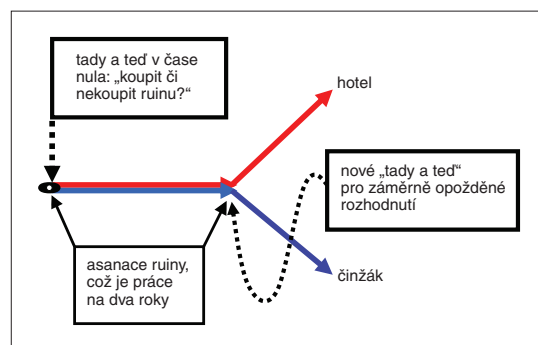 tady a teď v čase
nula: „koupit či
nekoupit ruinu?“
hotel
nové „tady a teď“
pro záměrně opožděné
rozhodnutí
asanace ruiny,
což je práce
na dva roky
činžák